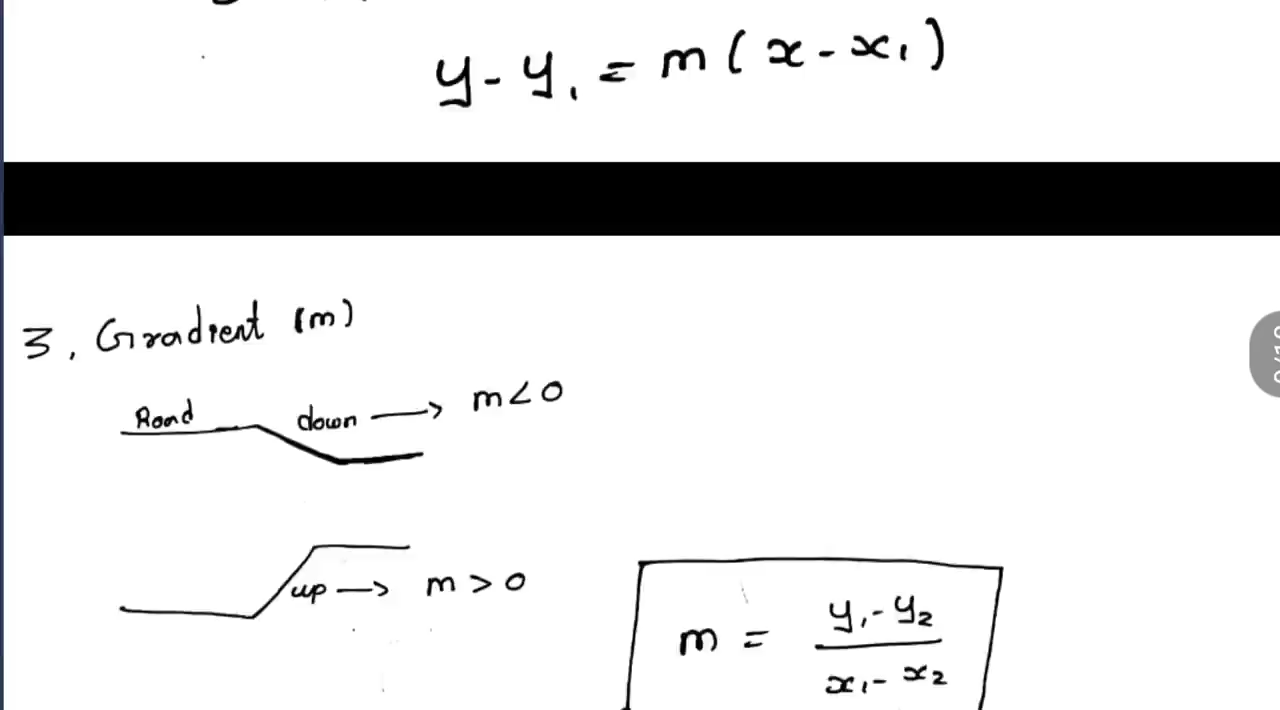 y - y₁ = m ( x - x₁ )
3. Gradient (m)
Road down → m < 0
up → m > 0
m = y₁ - y₂ / x₁ - x₂